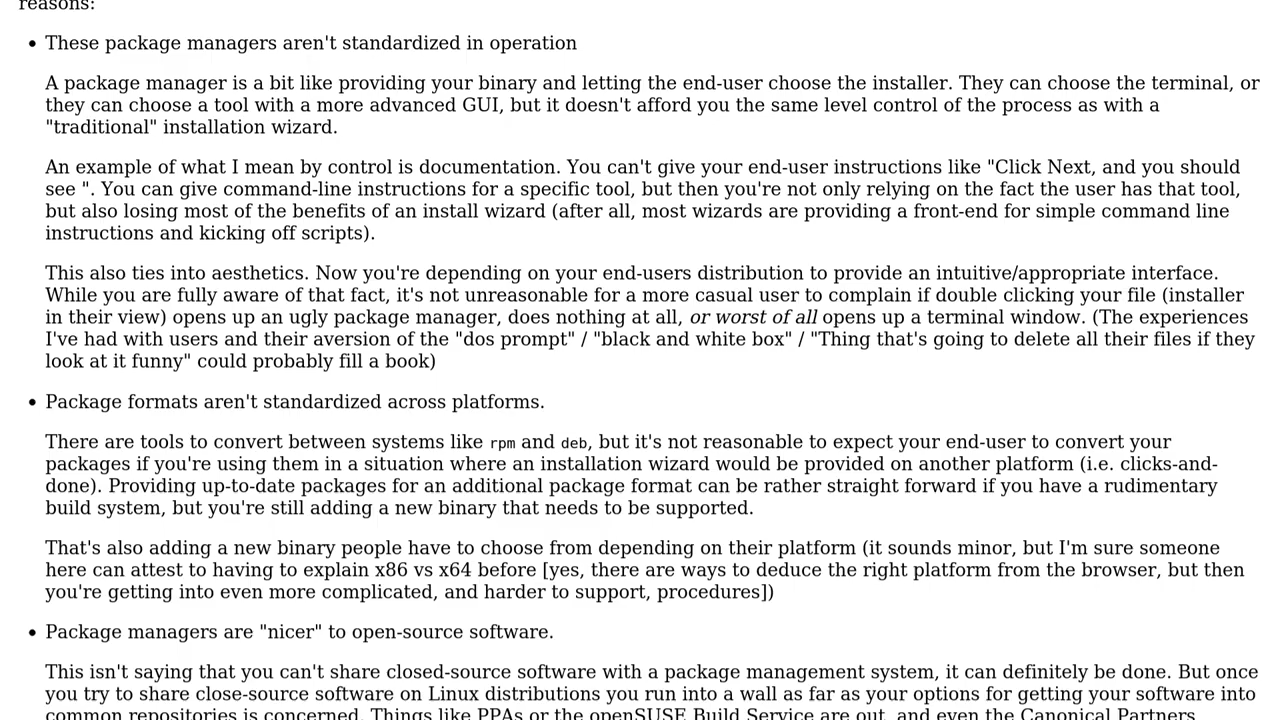 reasons:
• These package managers aren't standardized in operation
A package manager is a bit like providing your binary and letting the end-user choose the installer. They can choose the terminal, or
they can choose a tool with a more advanced GUI, but it doesn't afford you the same level control of the process as with a
"traditional" installation wizard.
An example of what I mean by control is documentation. You can't give your end-user instructions like "Click Next, and you should
see ". You can give command-line instructions for a specific tool, but then you're not only relying on the fact the user has that tool,
but also losing most of the benefits of an install wizard (after all, most wizards are providing a front-end for simple command line
instructions and kicking off scripts).
This also ties into aesthetics. Now you're depending on your end-users distribution to provide an intuitive/appropriate interface.
While you are fully aware of that fact, it's not unreasonable for a more casual user to complain if double clicking your file (installer
in their view) opens up an ugly package manager, does nothing at all, or worst of all opens up a terminal window. (The experiences
I've had with users and their aversion of the "dos prompt" / "black and white box" / "Thing that's going to delete all their files if they
look at it funny" could probably fill a book)
• Package formats aren't standardized across platforms.
There are tools to convert between systems like rpm and deb, but it's not reasonable to expect your end-user to convert your
packages if you're using them in a situation where an installation wizard would be provided on another platform (i.e. clicks-and-
done). Providing up-to-date packages for an additional package format can be rather straight forward if you have a rudimentary
build system, but you're still adding a new binary that needs to be supported.
That's also adding a new binary people have to choose from depending on their platform (it sounds minor, but I'm sure someone
here can attest to having to explain x86 vs x64 before [yes, there are ways to deduce the right platform from the browser, but then
you're getting into even more complicated, and harder to support, procedures])
• Package managers are "nicer" to open-source software.
This isn't saying that you can't share closed-source software with a package management system, it can definitely be done. But once
you try to share close-source software on Linux distributions you run into a wall as far as your options for getting your software into
common repositories is concerned. Things like PPAs or the openSUSE Build Service are out, and even the Canonical Partners